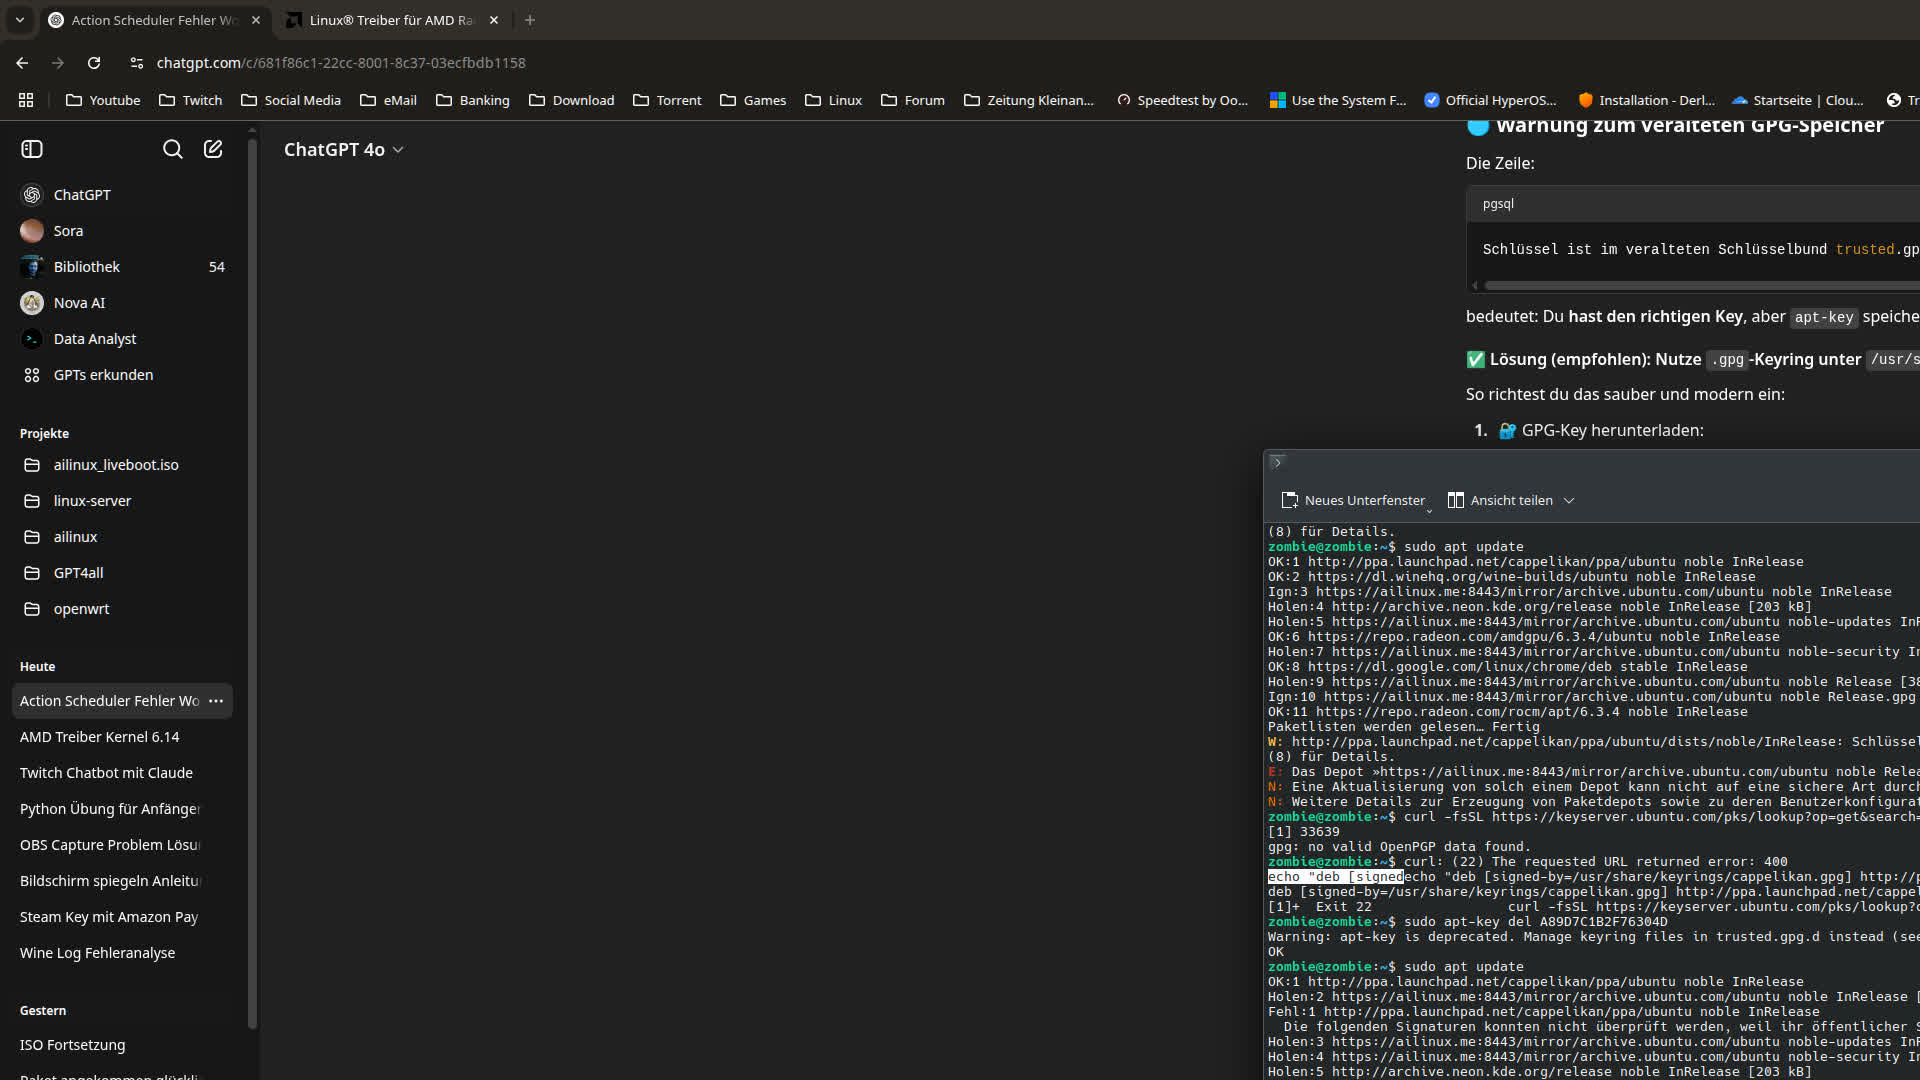 Action Scheduler Fehler Wo
Linux® Treiber für AMD Ra
chatgpt.com/c/681f86c1-22cc-8001-8c37-03ecfbdb1158
Youtube
Twitch
Social Media
eMail
Banking
Download
Torrent
Games
Linux
Forum
Zeitung Kleinan...
Speedtest by Oo...
Use the System F...
Official HyperOS...
Installation - Derl...
Startseite | Clou...
Tr
ChatGPT
Sora
Bibliothek 54
Nova AI
Data Analyst
GPTs erkunden
Projekte
ailinux_liveboot.iso
linux-server
ailinux
GPT4all
openwrt
Heute
Action Scheduler Fehler Wo
AMD Treiber Kernel 6.14
Twitch Chatbot mit Claude
Python Übung für Anfänger
OBS Capture Problem Lösu
Bildschirm spiegeln Anleitu
Steam Key mit Amazon Pay
Wine Log Fehleranalyse
Gestern
ISO Fortsetzung
ChatGPT 4o
Warnung zum veralteten GPG-Speicher
Die Zeile:
pgsql
Schlüssel ist im veralteten Schlüsselbund trusted.gp
bedeutet: Du hast den richtigen Key, aber apt-key speiche
Lösung (empfohlen): Nutze .gpg-Keyring unter /usr/s
So richtest du das sauber und modern ein:
1. GPG-Key herunterladen:
Neues Unterfenster
Ansicht teilen
(8) für Details.
zombie@zombie:~$ sudo apt update
OK:1 http://ppa.launchpad.net/cappelikan/ppa/ubuntu noble InRelease
OK:2 https://dl.winehq.org/wine-builds/ubuntu noble InRelease
Ign:3 https://ailinux.me:8443/mirror/archive.ubuntu.com/ubuntu noble InRelease
Holen:4 http://archive.neon.kde.org/release noble InRelease [203 kB]
Holen:5 https://ailinux.me:8443/mirror/archive.ubuntu.com/ubuntu noble-updates InR
OK:6 https://repo.radeon.com/amdgpu/6.3.4/ubuntu noble InRelease
Holen:7 https://ailinux.me:8443/mirror/archive.ubuntu.com/ubuntu noble-security In
OK:8 https://dl.google.com/linux/chrome/deb stable InRelease
Holen:9 https://ailinux.me:8443/mirror/archive.ubuntu.com/ubuntu noble Release [38
Ign:10 https://ailinux.me:8443/mirror/archive.ubuntu.com/ubuntu noble Release.gpg
OK:11 https://repo.radeon.com/rocm/apt/6.3.4 noble InRelease
Paketlisten werden gelesen… Fertig
W: http://ppa.launchpad.net/cappelikan/ppa/ubuntu/dists/noble/InRelease: Schlüssel
(8) für Details.
E: Das Depot »https://ailinux.me:8443/mirror/archive.ubuntu.com/ubuntu noble Relea
N: Eine Aktualisierung von solch einem Depot kann nicht auf eine sichere Art durch
N: Weitere Details zur Erzeugung von Paketdepots sowie zu deren Benutzerkonfigurat
zombie@zombie:~$ curl -fsSL https://keyserver.ubuntu.com/pks/lookup?op=get&search=
[1] 33639
gpg: no valid OpenPGP data found.
zombie@zombie:~$ curl: (22) The requested URL returned error: 400
echo "deb [signedecho "deb [signed-by=/usr/share/keyrings/cappelikan.gpg] http://p
deb [signed-by=/usr/share/keyrings/cappelikan.gpg] http://ppa.launchpad.net/cappel
[1]+ Exit 22 curl -fsSL https://keyserver.ubuntu.com/pks/lookup?o
zombie@zombie:~$ sudo apt-key del A89D7C1B2F76304D
Warning: apt-key is deprecated. Manage keyring files in trusted.gpg.d instead (see
OK
zombie@zombie:~$ sudo apt update
OK:1 http://ppa.launchpad.net/cappelikan/ppa/ubuntu noble InRelease
Holen:2 https://ailinux.me:8443/mirror/archive.ubuntu.com/ubuntu noble InRelease [
Fehl:1 http://ppa.launchpad.net/cappelikan/ppa/ubuntu noble InRelease
Die folgenden Signaturen konnten nicht überprüft werden, weil ihr öffentlicher S
Holen:3 https://ailinux.me:8443/mirror/archive.ubuntu.com/ubuntu noble-updates InR
Holen:4 https://ailinux.me:8443/mirror/archive.ubuntu.com/ubuntu noble-security In
Holen:5 http://archive.neon.kde.org/release noble InRelease [203 kB]